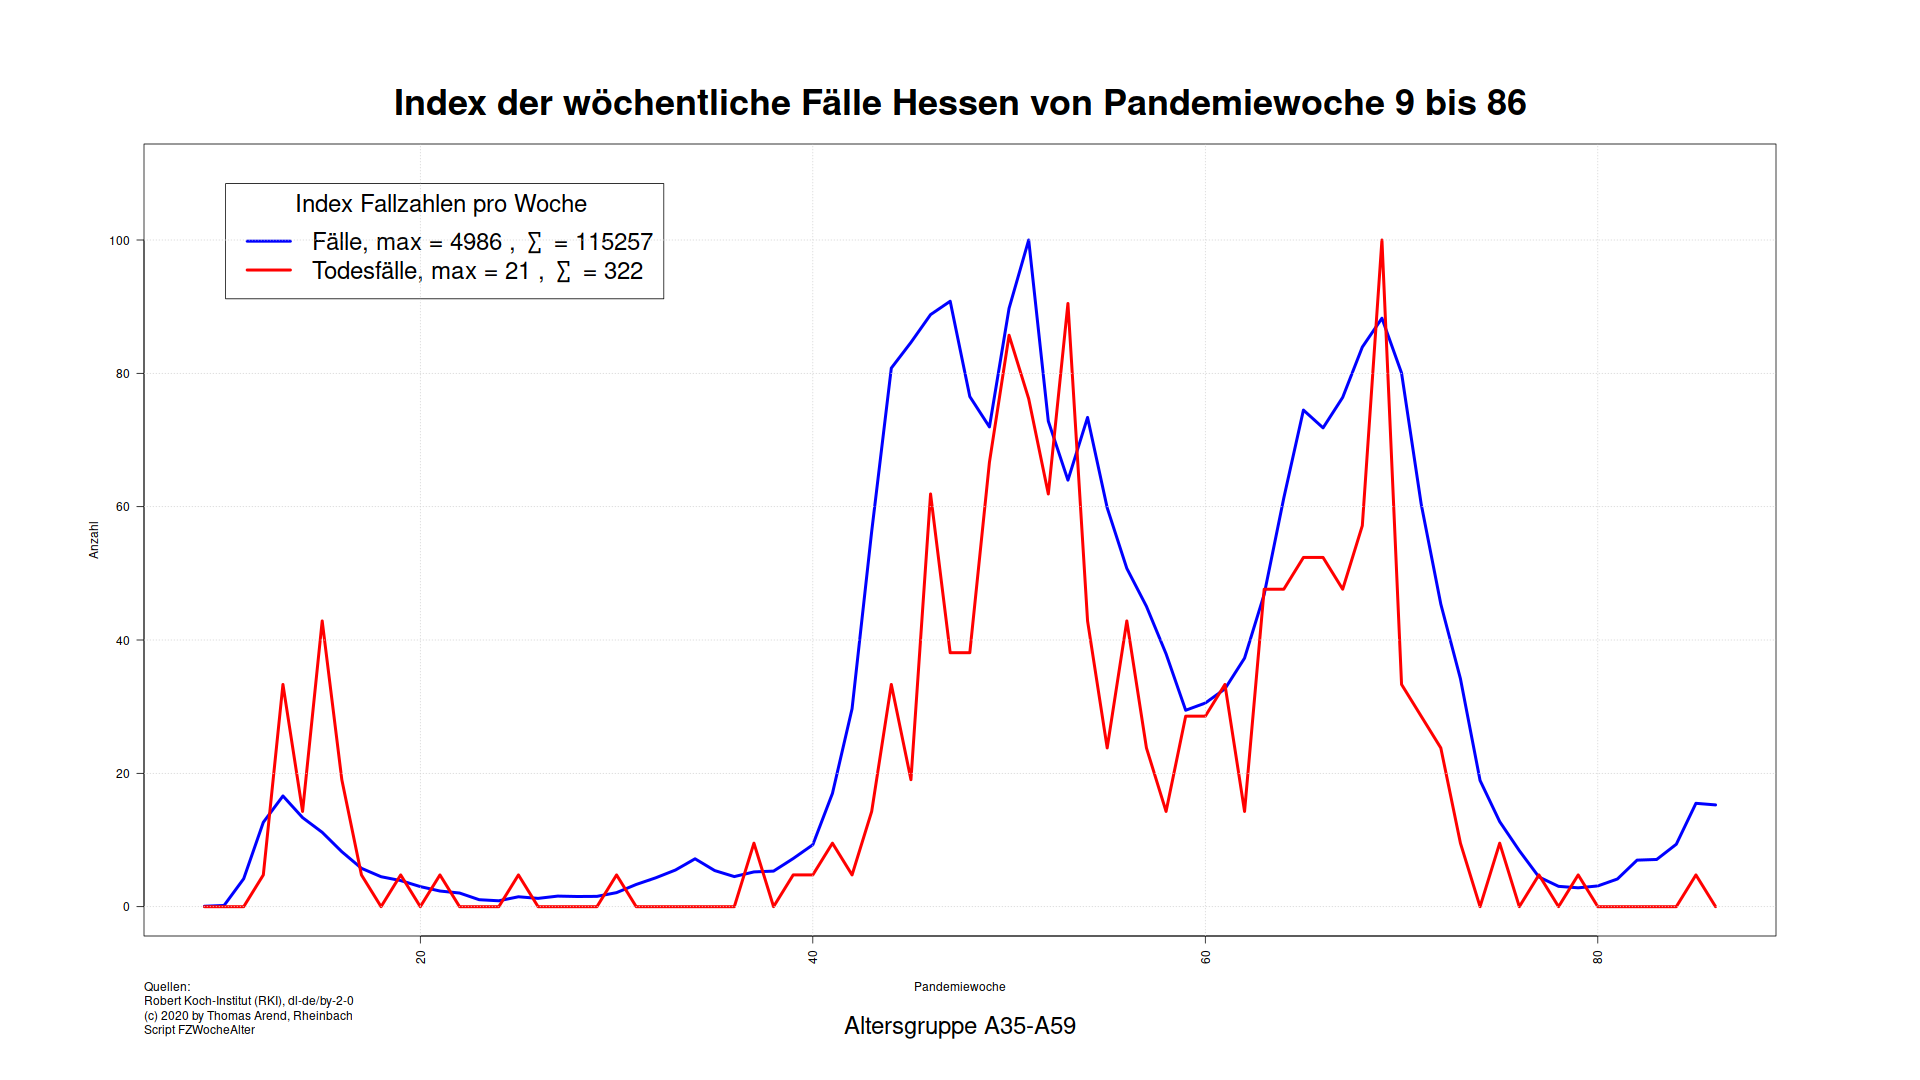 Index der wöchentliche Fälle Hessen von Pandemiewoche 9 bis 86
Index Fallzahlen pro Woche
Fälle, max = 4986 , ∑ = 115257
Todesfälle, max = 21 , ∑ = 322
100
80
60
40
20
0
Anzahl
20
40
60
80
Pandemiewoche
Quellen:
Robert Koch-Institut (RKI), dl-de/by-2-0
(c) 2020 by Thomas Arend, Rheinbach
Script FZWocheAlter
Altersgruppe A35-A59